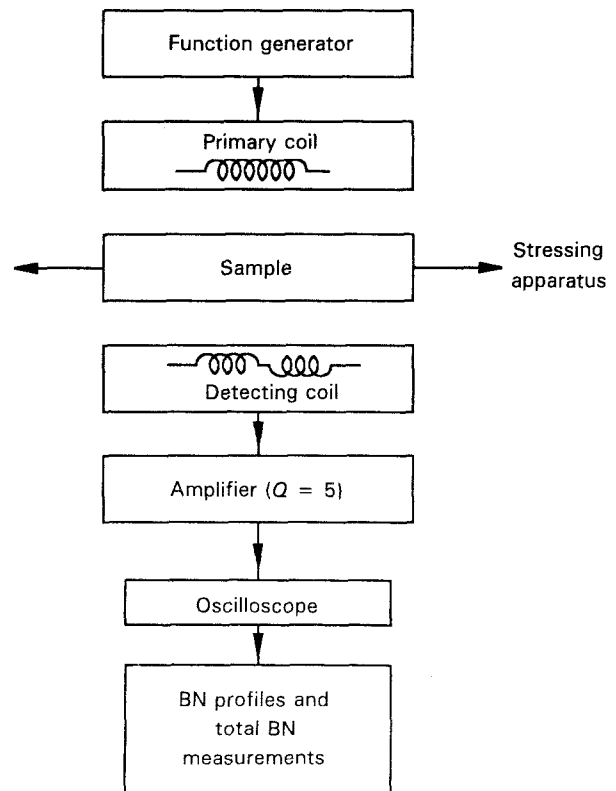 Function generator
Primary coil
Sample
Stressing
apparatus
Detecting coil
Amplifier (Q = 5)
Oscilloscope
BN profiles and
total BN
measurements